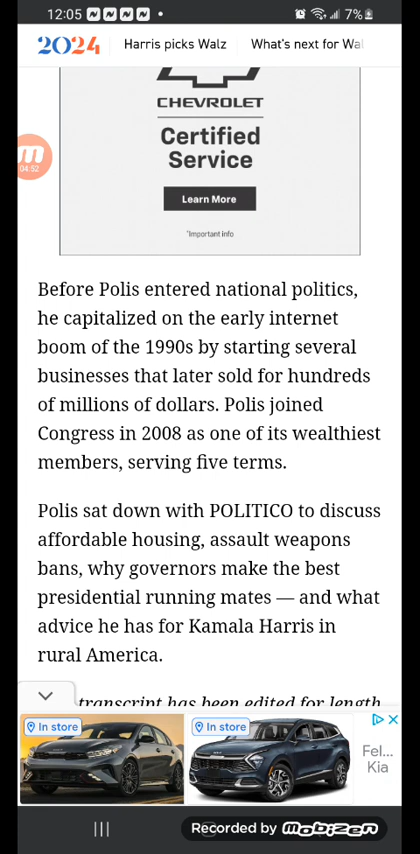 12:05
7%
2024 Harris picks Walz What's next for Wa
CHEVROLET
Certified
Service
Learn More
*Important info
m
04:52
Before Polis entered national politics,
he capitalized on the early internet
boom of the 1990s by starting several
businesses that later sold for hundreds
of millions of dollars. Polis joined
Congress in 2008 as one of its wealthiest
members, serving five terms.
Polis sat down with POLITICO to discuss
affordable housing, assault weapons
bans, why governors make the best
presidential running mates — and what
advice he has for Kamala Harris in
rural America.
transcript has been edited for length
In store
In store
Fel...
Kia
Recorded by mobizen